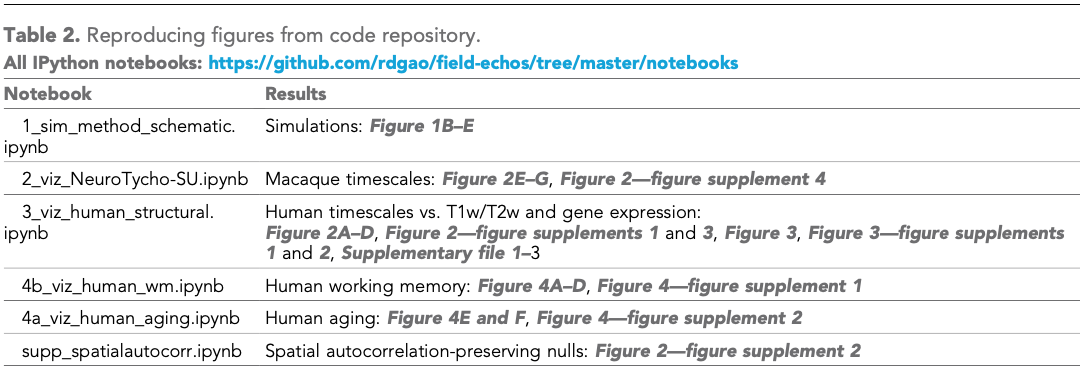 Table 2. Reproducing figures from code repository.
All IPython notebooks: https://github.com/rdgao/field-echos/tree/master/notebooks
Notebook Results
1_sim_method_schematic.
ipynb
Simulations: Figure 1B–E
2_viz_NeuroTycho-SU.ipynb Macaque timescales: Figure 2E–G, Figure 2—figure supplement 4
3_viz_human_structural.
ipynb
Human timescales vs. T1w/T2w and gene expression:
Figure 2A–D, Figure 2—figure supplements 1 and 3, Figure 3, Figure 3—figure supplements
1 and 2, Supplementary file 1–3
4b_viz_human_wm.ipynb Human working memory: Figure 4A–D, Figure 4—figure supplement 1
4a_viz_human_aging.ipynb Human aging: Figure 4E and F, Figure 4—figure supplement 2
supp_spatialautocorr.ipynb Spatial autocorrelation-preserving nulls: Figure 2—figure supplement 2